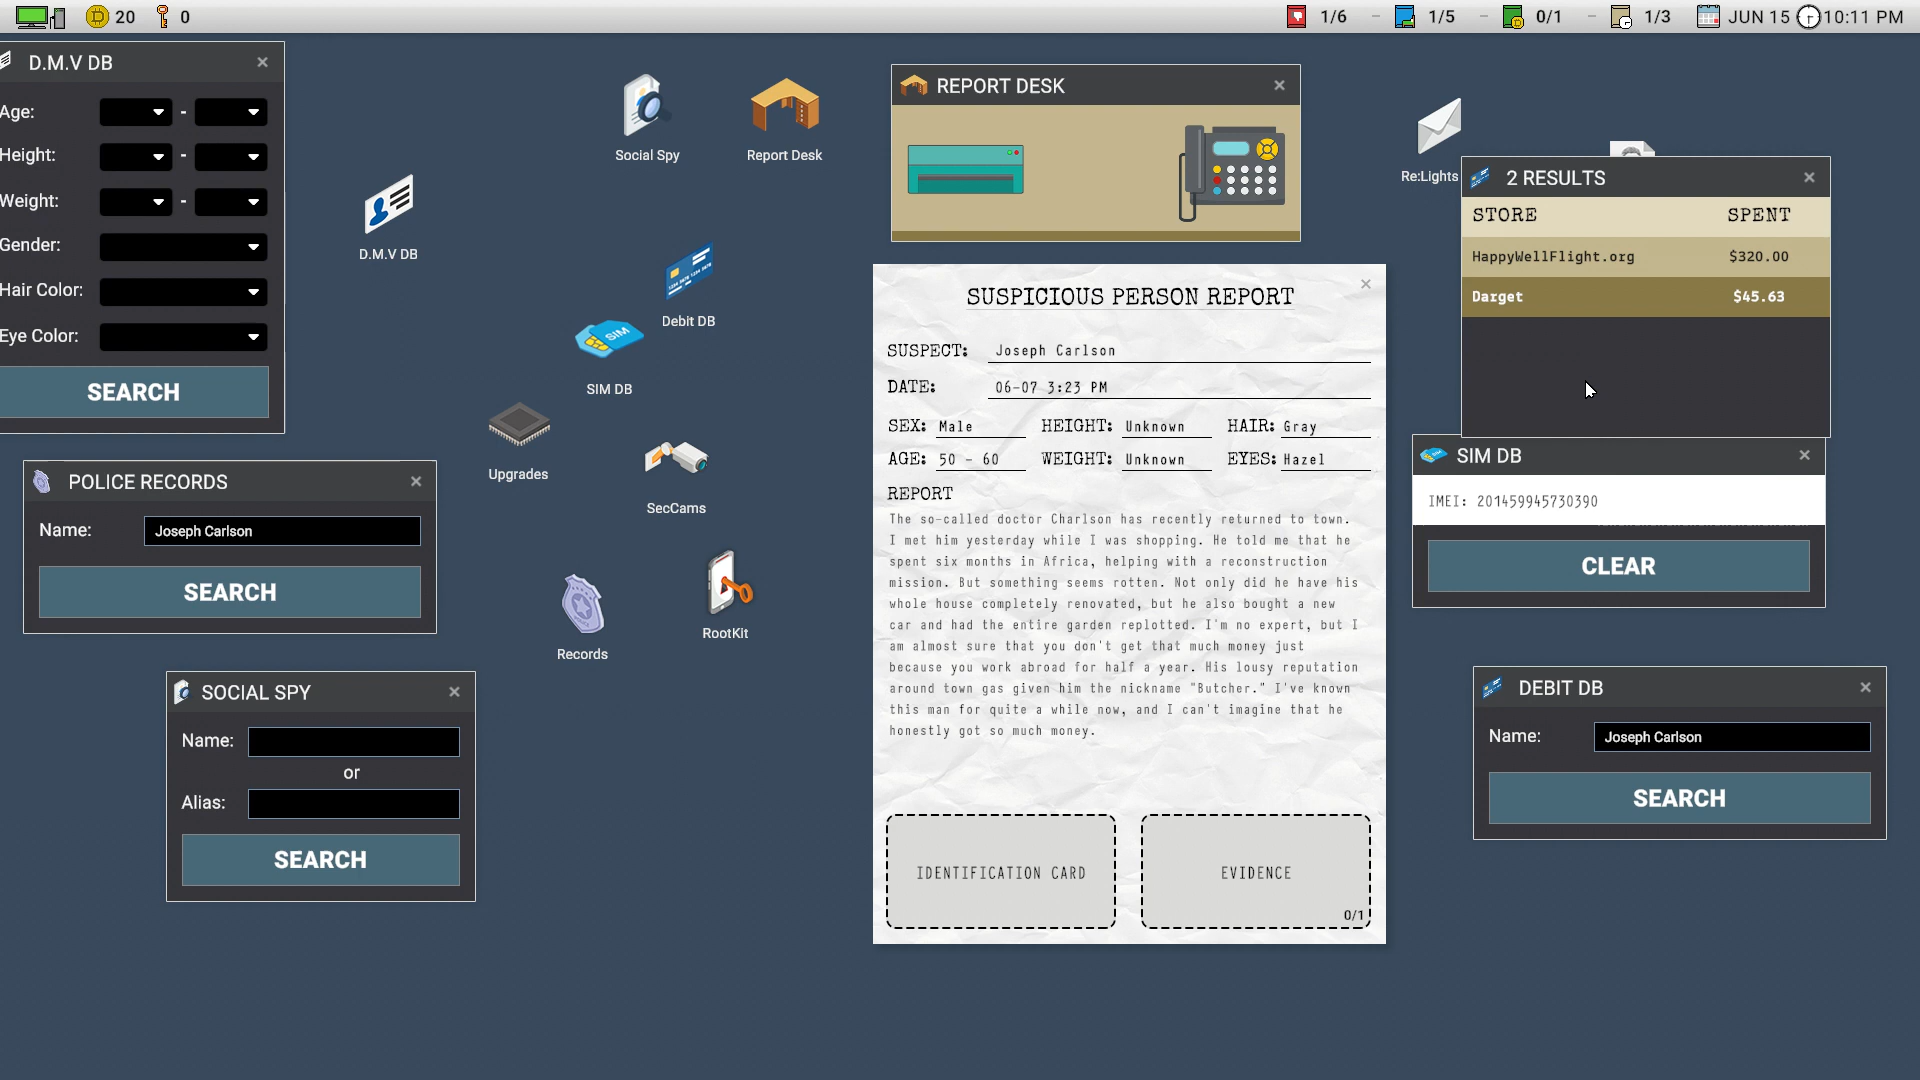 20
0
1/6
1/5
0/1
1/3
JUN 15
10:11 PM
D.M.V DB
Age:
-
Height:
-
Weight:
-
Gender:
Hair Color:
Eye Color:
SEARCH
D.M.V DB
Social Spy
Report Desk
Debit DB
SIM DB
SIM
Upgrades
SecCams
Records
RootKit
POLICE RECORDS
Name:
Joseph Carlson
SEARCH
SOCIAL SPY
Name:
or
Alias:
SEARCH
REPORT DESK
SUSPICIOUS PERSON REPORT
SUSPECT: Joseph Carlson
DATE: 06-07 3:23 PM
SEX: Male HEIGHT: Unknown HAIR: Gray
AGE: 50 - 60 WEIGHT: Unknown EYES: Hazel
REPORT
The so-called doctor Charlson has recently returned to town.
I met him yesterday while I was shopping. He told me that he
spent six months in Africa, helping with a reconstruction
mission. But something seems rotten. Not only did he have his
whole house completely renovated, but he also bought a new
car and had the entire garden replotted. I'm no expert, but I
am almost sure that you don't get that much money just
because you work abroad for half a year. His lousy reputation
around town gas given him the nickname "Butcher." I've known
this man for quite a while now, and I can't imagine that he
honestly got so much money.
IDENTIFICATION CARD
EVIDENCE
0/1
Re:Lights
2 RESULTS
STORE SPENT
HappyWellFlight.org $320.00
Darget $45.63
SIM DB
IMEI: 201459945730390
CLEAR
DEBIT DB
Name:
Joseph Carlson
SEARCH